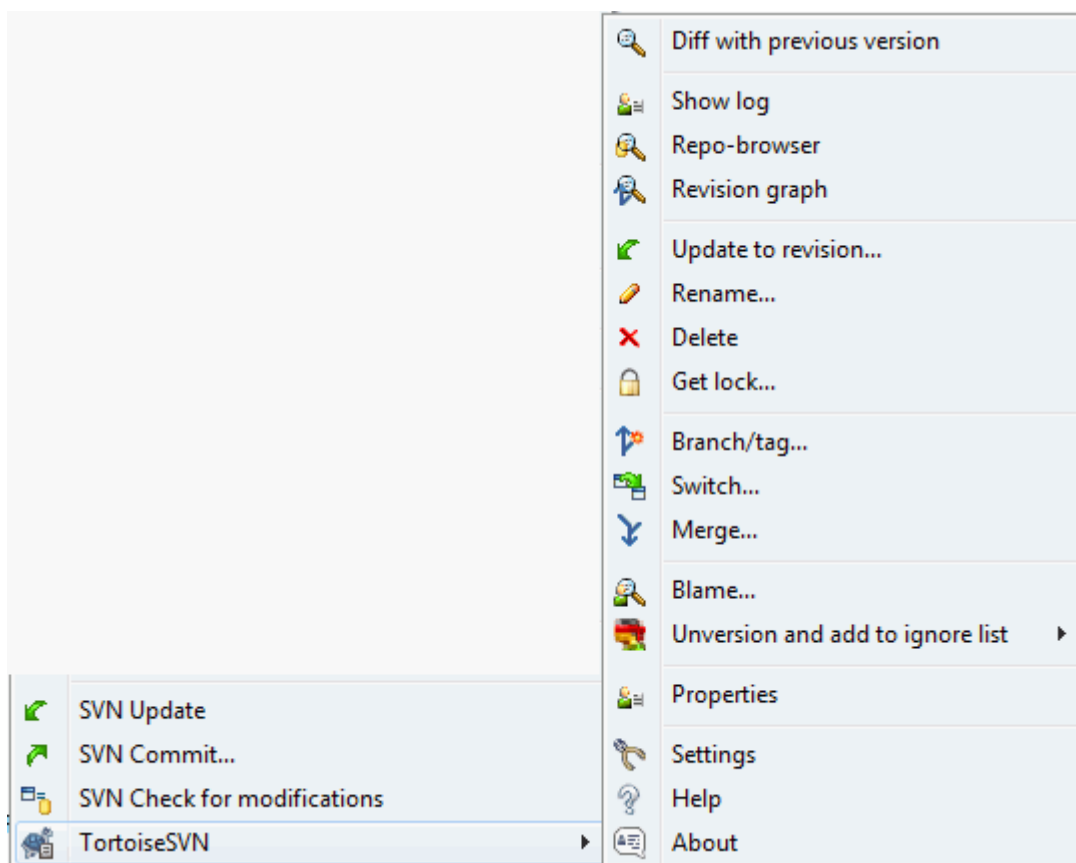 Diff with previous version
Show log
Repo-browser
Revision graph
Update to revision...
Rename...
Delete
Get lock...
Branch/tag...
Switch...
Merge...
Blame...
Unversion and add to ignore list
Properties
Settings
Help
About
SVN Update
SVN Commit...
SVN Check for modifications
TortoiseSVN